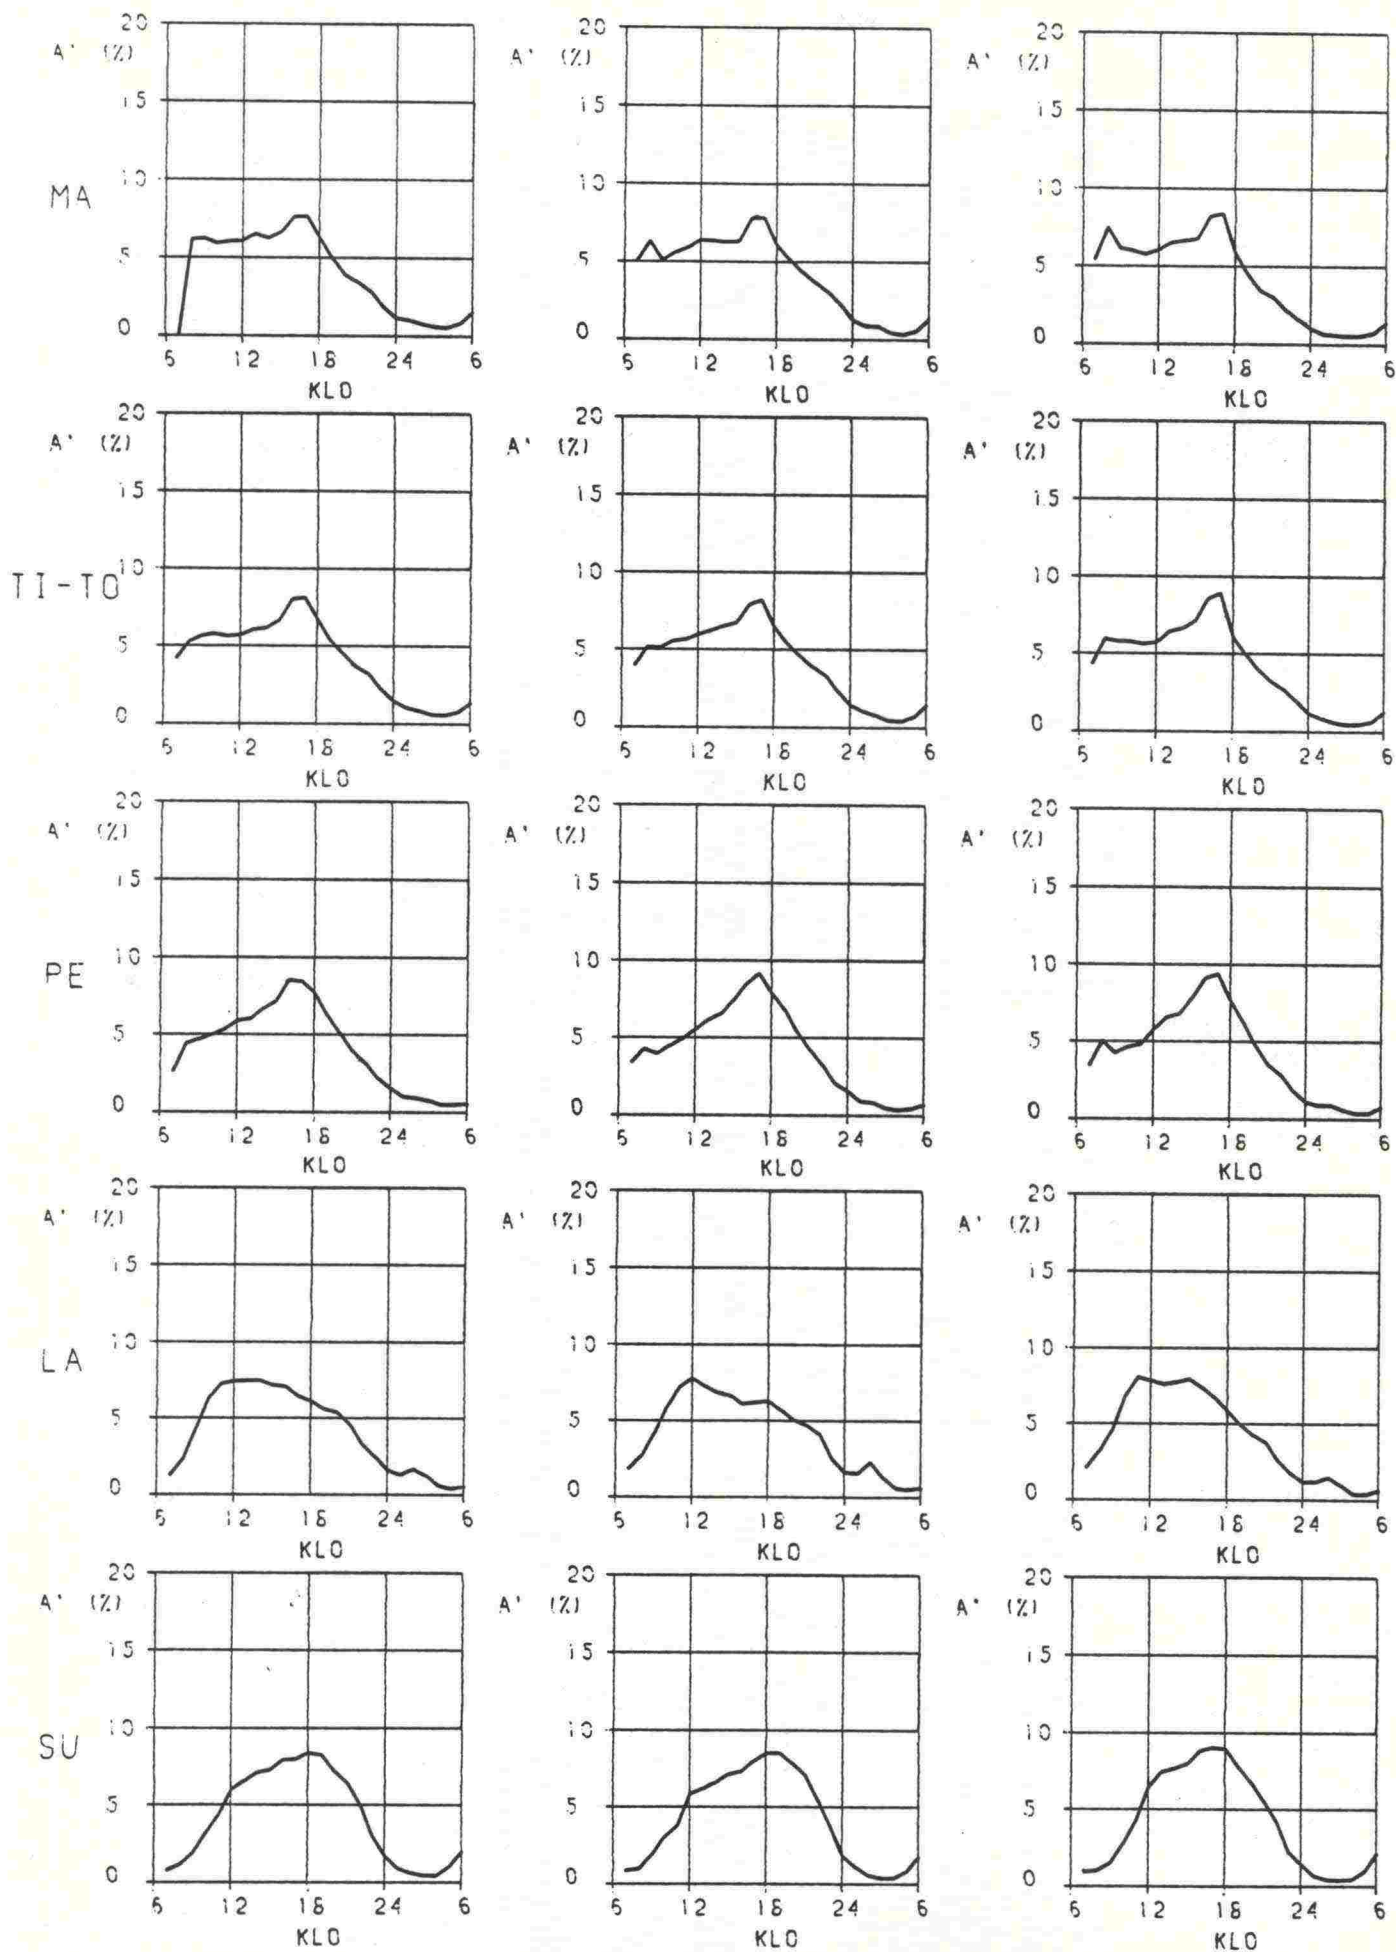 A' (%) 20 A' (%) 20 A' (%) 20
15 15 15
MA 10 10 10
5 5 5
0 0 0
6 12 18 24 6 6 12 18 24 6 6 12 18 24 6
KLO KLO KLO
A' (%) 20 A' (%) 20 A' (%) 20
15 15 15
TI-TO 10 10 10
5 5 5
0 0 0
6 12 18 24 6 6 12 18 24 6 6 12 18 24 6
KLO KLO KLO
A' (%) 20 A' (%) 20 A' (%) 20
15 15 15
PE 10 10 10
5 5 5
0 0 0
6 12 18 24 6 6 12 18 24 6 6 12 18 24 6
KLO KLO KLO
A' (%) 20 A' (%) 20 A' (%) 20
15 15 15
LA 10 10 10
5 5 5
0 0 0
6 12 18 24 6 6 12 18 24 6 6 12 18 24 6
KLO KLO KLO
A' (%) 20 A' (%) 20 A' (%) 20
15 15 15
SU 10 10 10
5 5 5
0 0 0
6 12 18 24 6 6 12 18 24 6 6 12 18 24 6
KLO KLO KLO